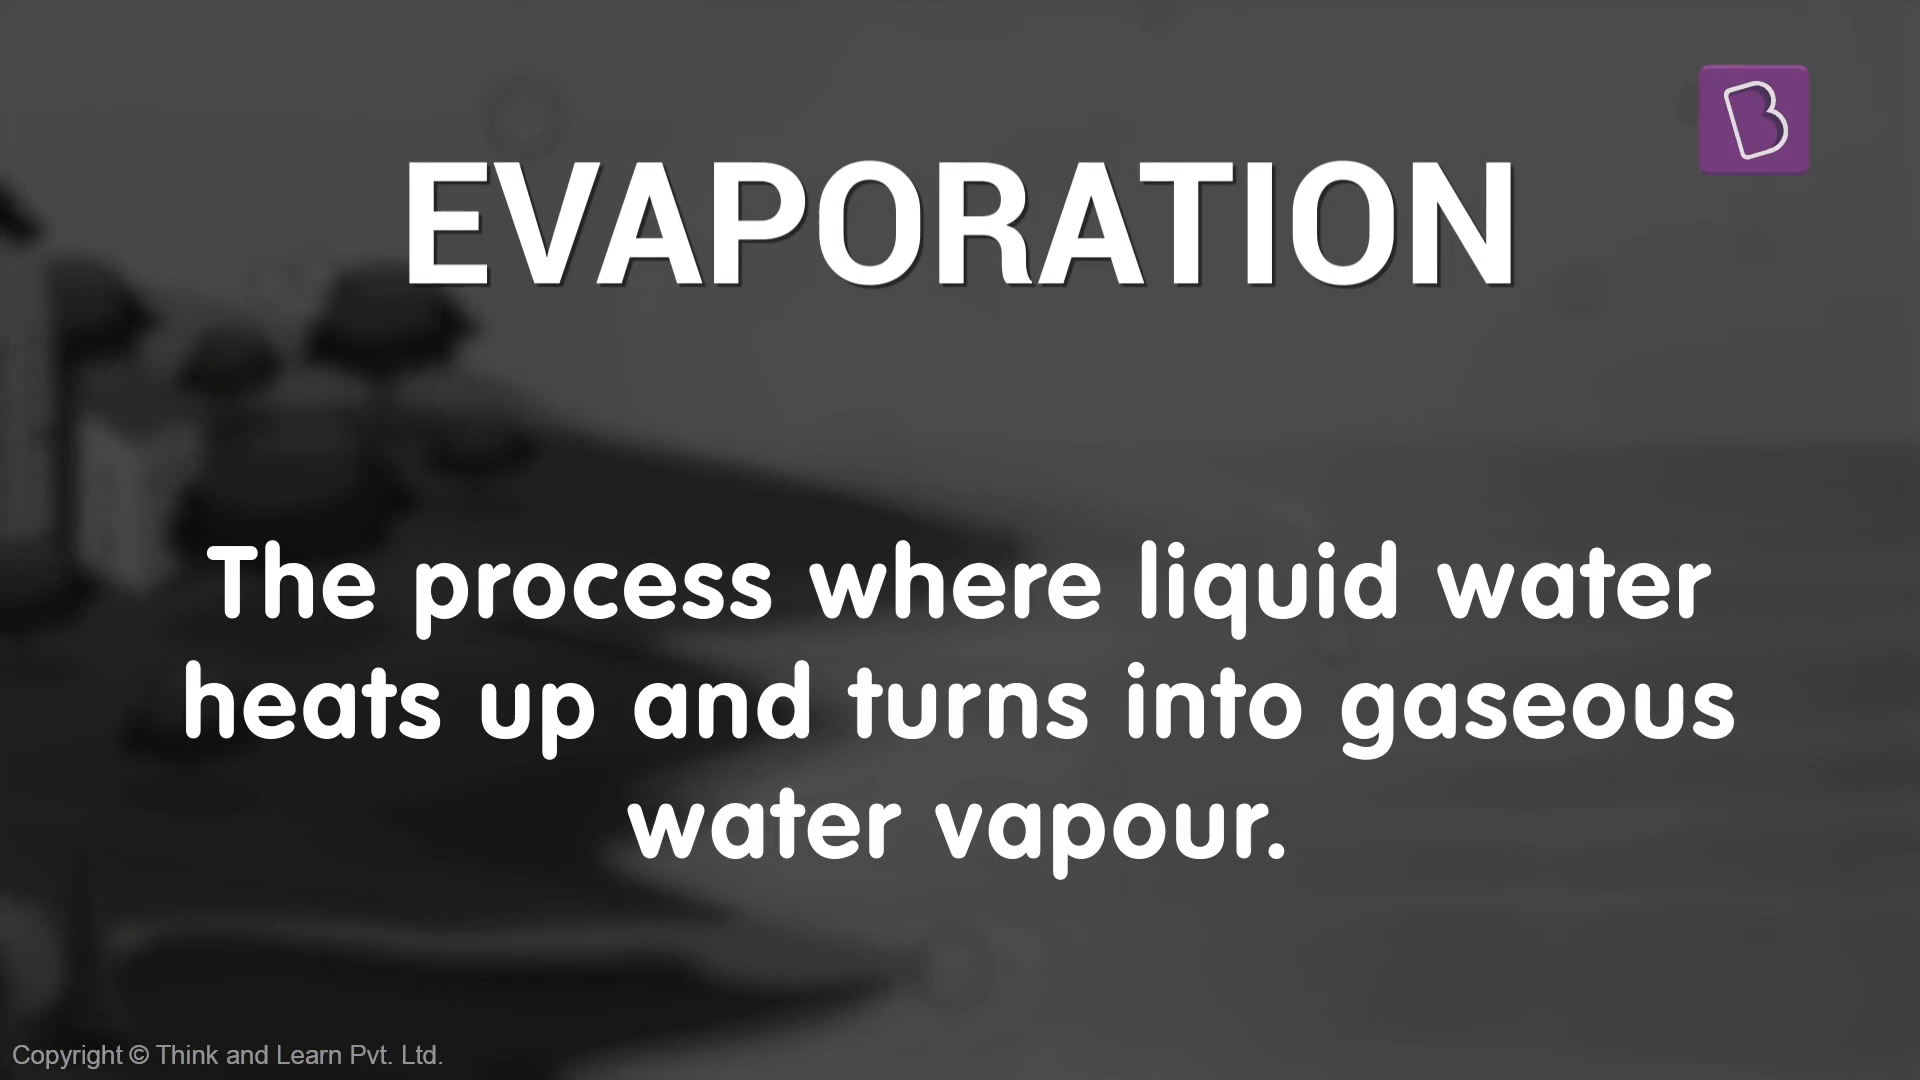 B
EVAPORATION
The process where liquid water
heats up and turns into gaseous
water vapour.
Copyright © Think and Learn Pvt. Ltd.